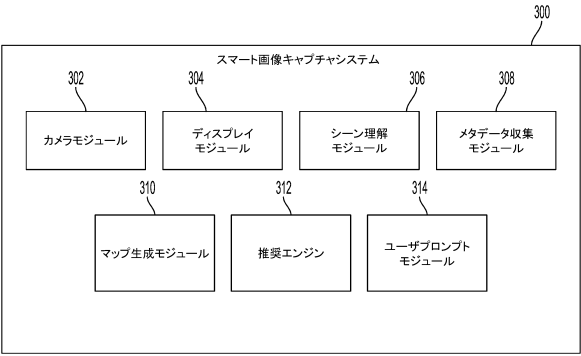 300
スマート画像キャプチャシステム
302
304
306
308
カメラモジュール
ディスプレイ
モジュール
シーン理解
モジュール
メタデータ収集
モジュール
310
312
314
マップ生成モジュール
推奨エンジン
ユーザプロンプト
モジュール